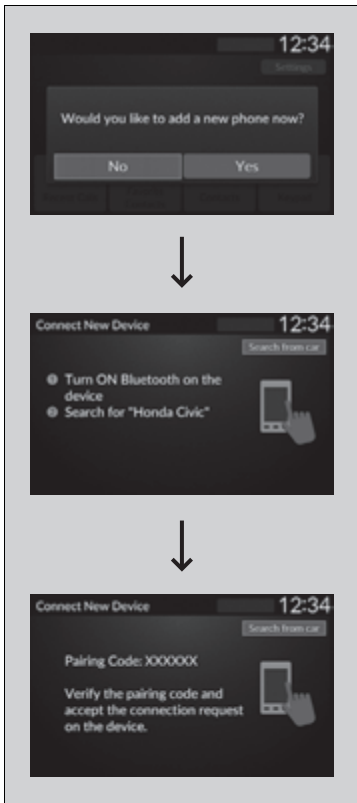 12:34
Settings
Would you like to add a new phone now?
No Yes
Connect New Device 12:34
Search from car
❶ Turn ON Bluetooth on the
device
❷ Search for "Honda Civic"
Connect New Device 12:34
Search from car
Pairing Code: XXXXXX
Verify the pairing code and
accept the connection request
on the device.